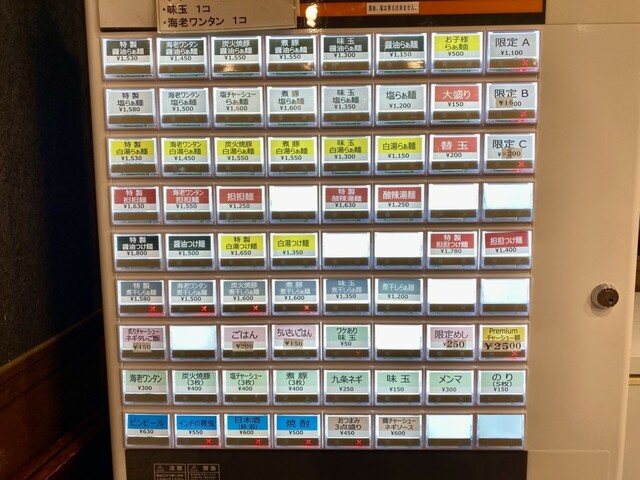 ・味玉 1コ
・海老ワンタン 1コ
特製
醤油らぁ麺
¥1,530
海老ワンタン
醤油らぁ麺
¥1,450
炭火焼豚
醤油らぁ麺
¥1,550
煮豚
醤油らぁ麺
¥1,550
味玉
醤油らぁ麺
¥1,300
醤油らぁ麺
¥1,150
お子様
らぁ麺
¥500
限定A
¥1,100
特製
塩らぁ麺
¥1,580
海老ワンタン
塩らぁ麺
¥1,500
塩チャーシュー
らぁ麺
¥1,600
煮豚
塩らぁ麺
¥1,600
味玉
塩らぁ麺
¥1,350
塩らぁ麺
¥1,200
大盛り
¥150
限定B
特製
白湯らぁ麺
¥1,530
海老ワンタン
白湯らぁ麺
¥1,450
炭火焼豚
白湯らぁ麺
¥1,550
煮豚
白湯らぁ麺
¥1,550
味玉
白湯らぁ麺
¥1,300
白湯らぁ麺
¥1,150
替玉
¥200
限定C
特製
担担麺
¥1,630
海老ワンタン
担担麺
¥1,550
担担麺
¥1,250
特製
酸辣湯麺
¥1,630
酸辣湯麺
¥1,250
特製
醤油つけ麺
¥1,800
醤油つけ麺
¥1,500
特製
白湯つけ麺
¥1,650
白湯つけ麺
¥1,350
特製
担担つけ麺
¥1,780
担担つけ麺
¥1,400
特製
煮干しらぁ麺
¥1,580
海老ワンタン
煮干しらぁ麺
¥1,500
炭火焼豚
煮干しらぁ麺
¥1,600
煮豚
煮干しらぁ麺
¥1,600
味玉
煮干しらぁ麺
¥1,350
煮干しらぁ麺
¥1,200
炙りチャーシュー
ネギタレご飯
¥450
ごはん
¥200
ちいさいごはん
¥150
ワケあり
味玉
¥50
限定めし
¥250
Premium
チャーシュー麺
¥2500
海老ワンタン
¥300
炭火焼豚
(3枚)
¥400
塩チャーシュー
(3枚)
¥400
煮豚
(3枚)
¥400
九条ネギ
¥250
味玉
¥150
メンマ
¥300
のり
(5枚)
¥150
ビンビール
¥630
インドの青鬼
¥550
日本酒
¥600
焼酎
¥500
おつまみ
3点盛り
¥450
ネギソース
¥600
注意